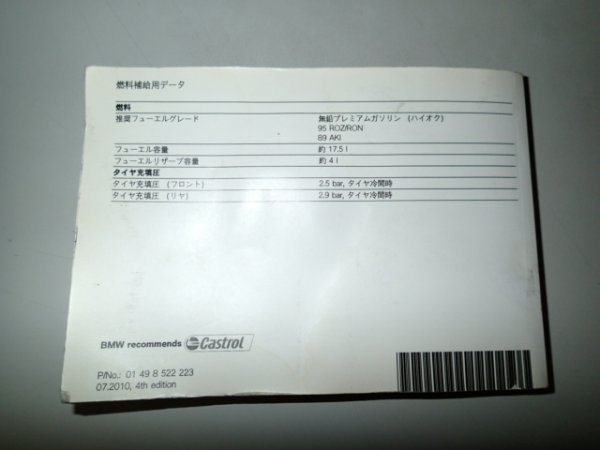 燃料補給用データ
燃料
推奨フューエルグレード 無鉛プレミアムガソリン (ハイオク)
95 ROZ/RON
89 AKI
フューエル容量 約 17.5 l
フューエルリザーブ容量 約 4 l
タイヤ充填圧
タイヤ充填圧 (フロント) 2.5 bar, タイヤ冷間時
タイヤ充填圧 (リヤ) 2.9 bar, タイヤ冷間時
BMW recommends Castrol
P/No.: 01 49 8 522 223
07.2010, 4th edition